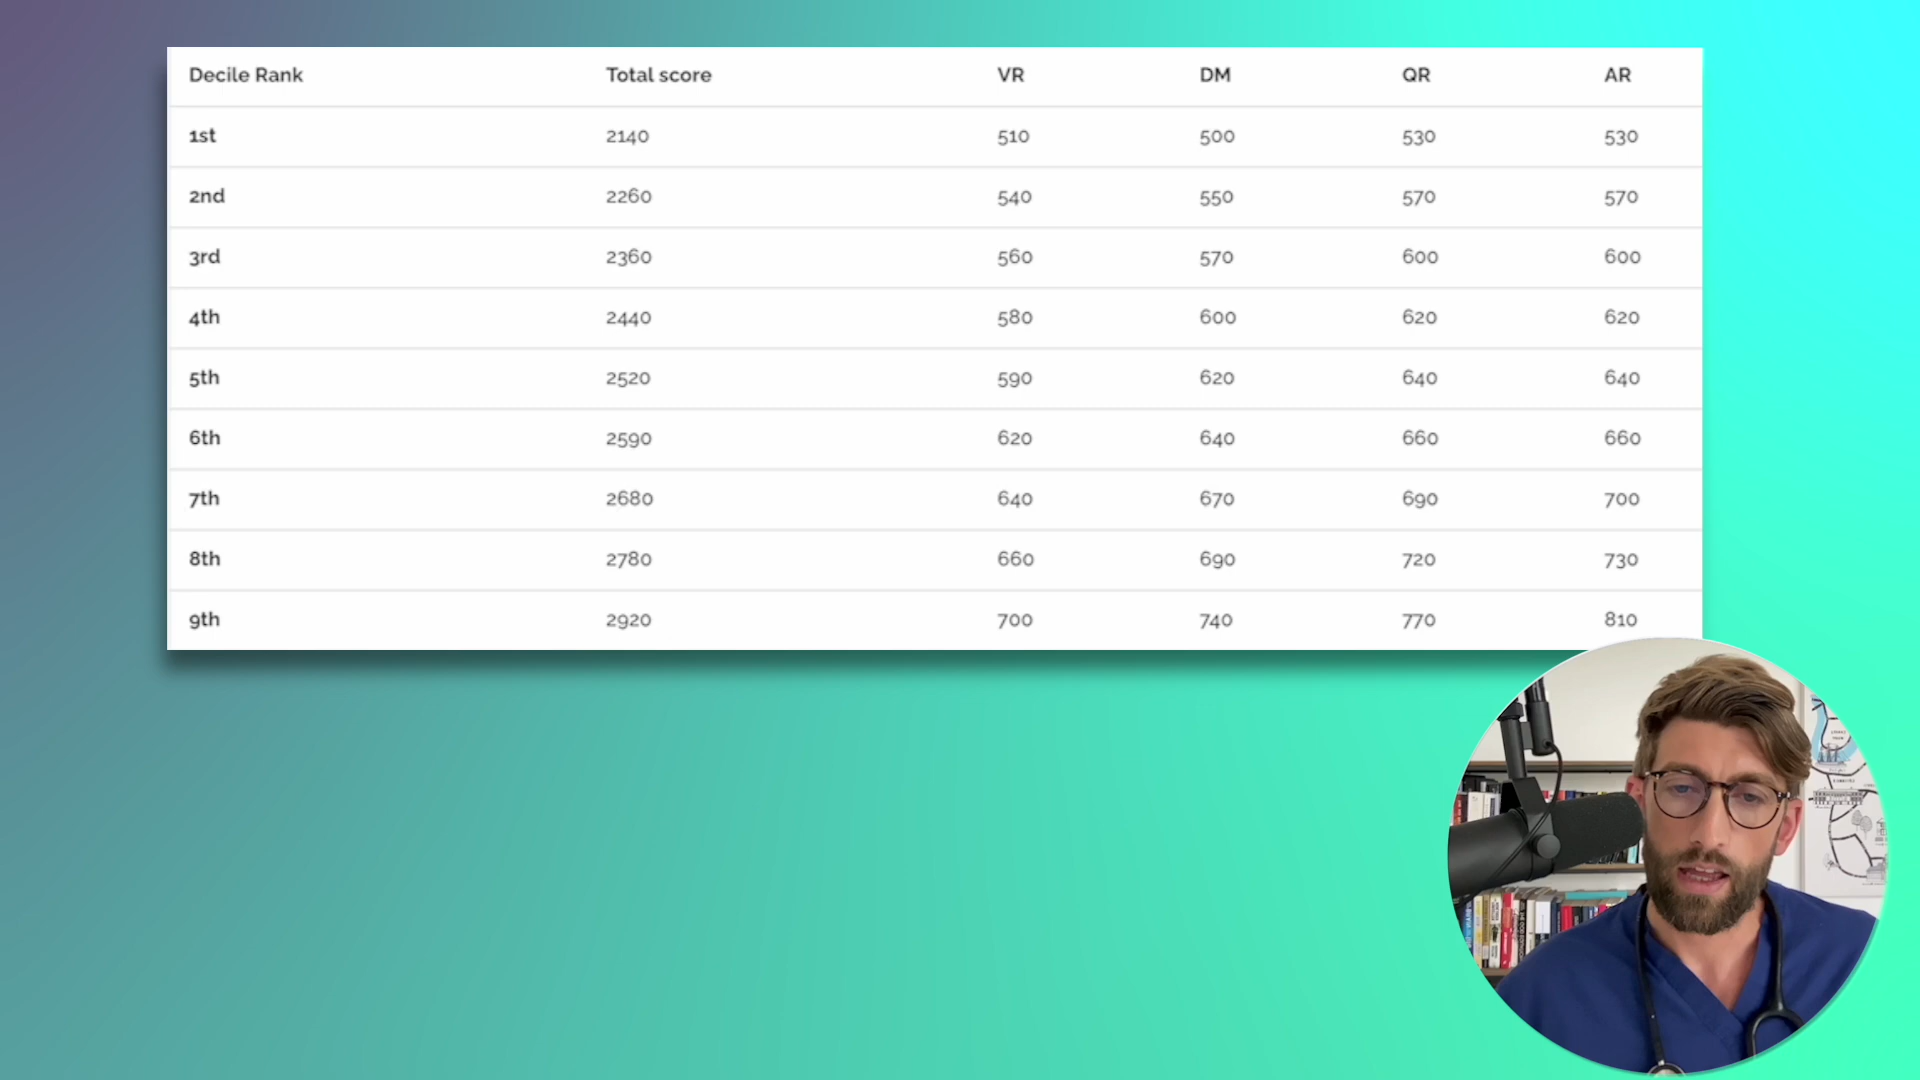 Decile Rank Total score VR DM QR AR
1st 2140 510 500 530 530
2nd 2260 540 550 570 570
3rd 2360 560 570 600 600
4th 2440 580 600 620 620
5th 2520 590 620 640 640
6th 2590 620 640 660 660
7th 2680 640 670 690 700
8th 2780 660 690 720 730
9th 2920 700 740 770 810